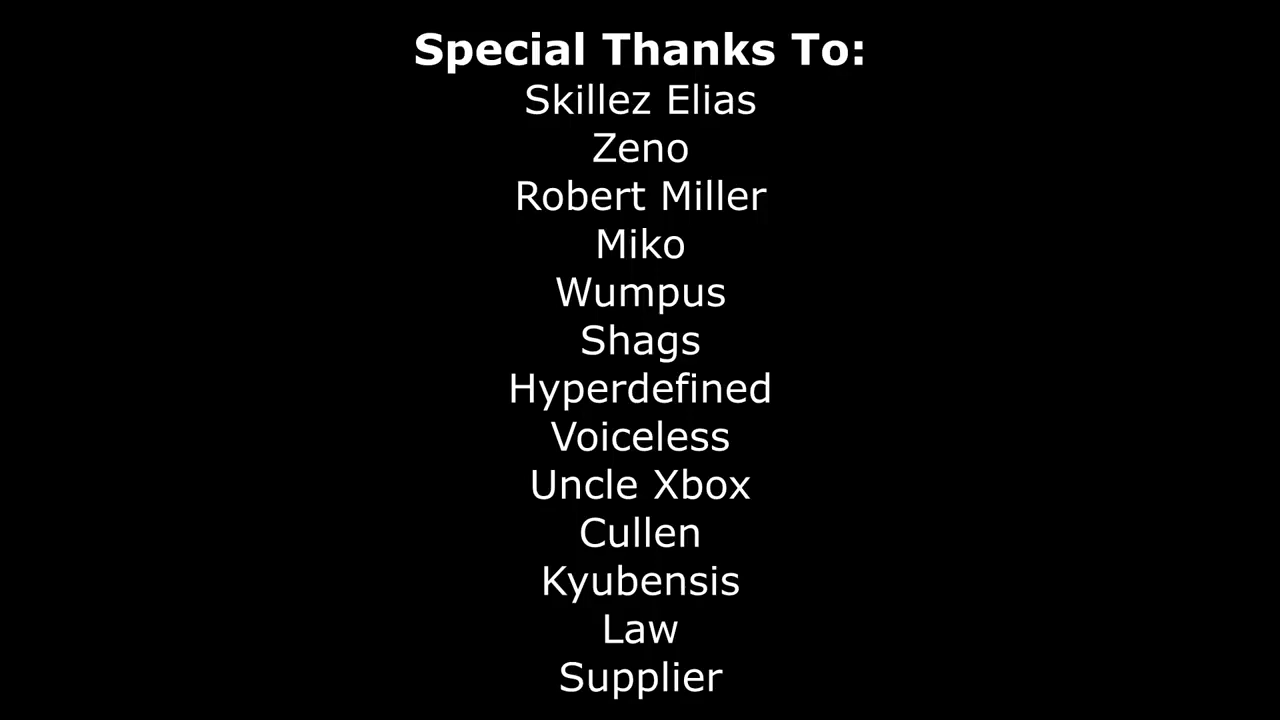 Special Thanks To:
Skillez Elias
Zeno
Robert Miller
Miko
Wumpus
Shags
Hyperdefined
Voiceless
Uncle Xbox
Cullen
Kyubensis
Law
Supplier